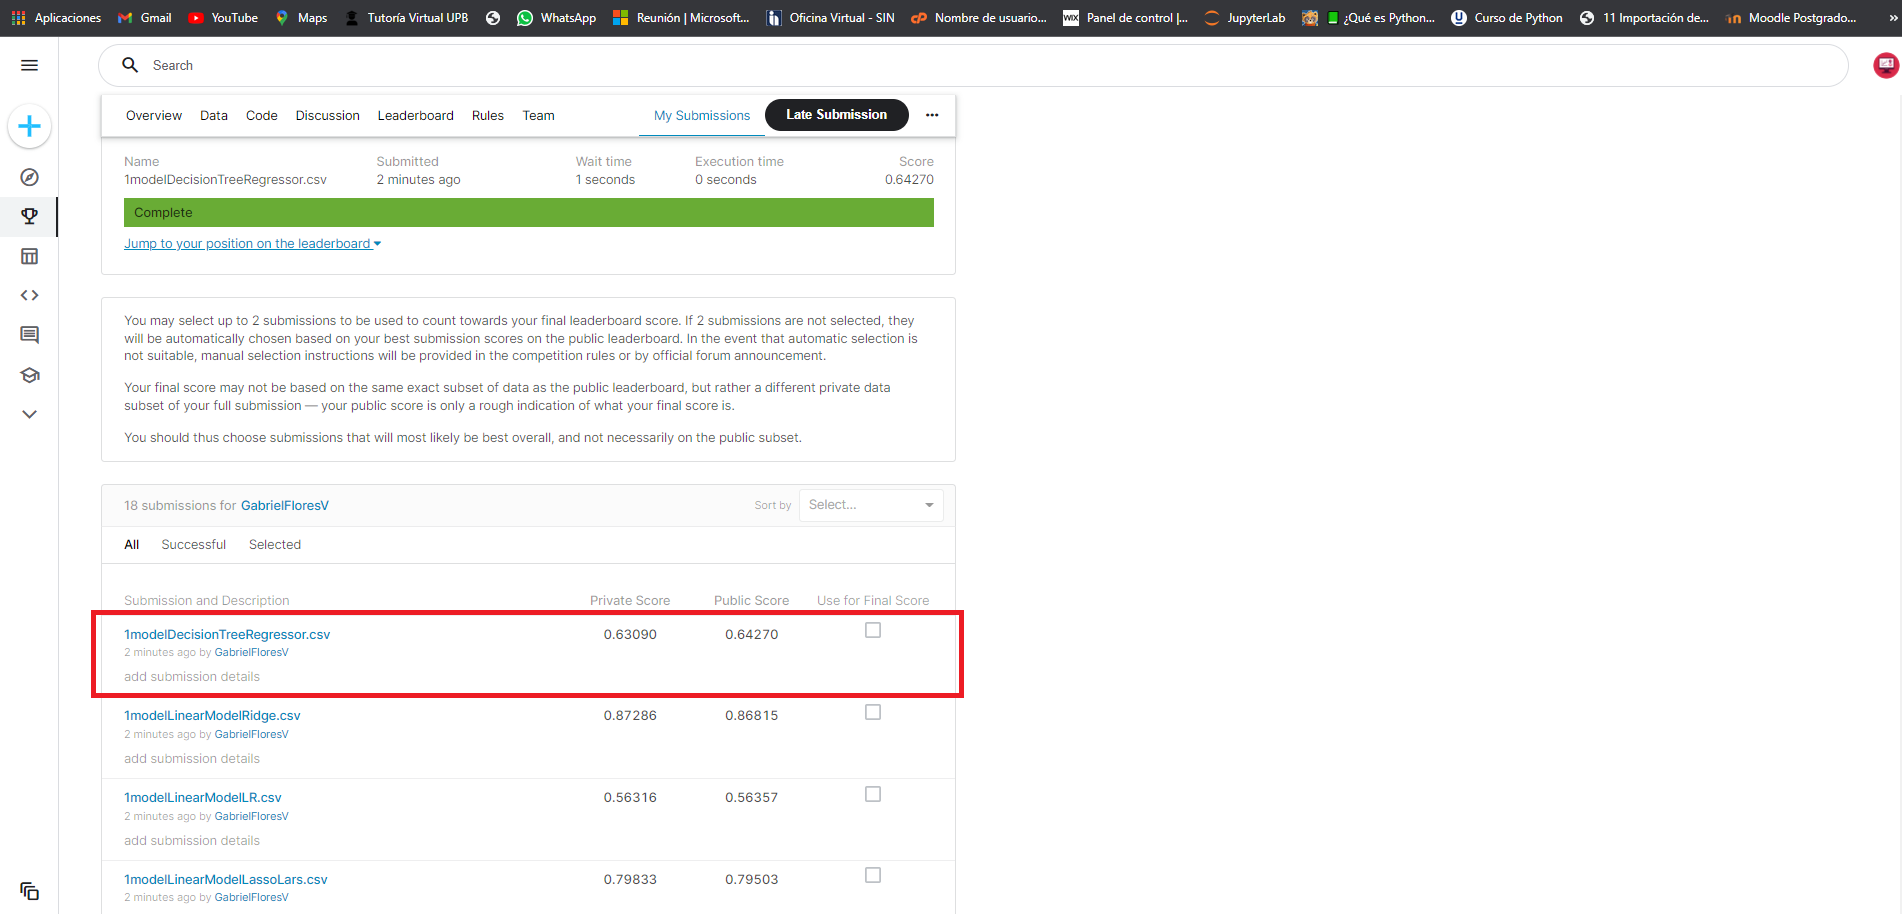 Aplicaciones Gmail YouTube Maps Tutoría Virtual UPB WhatsApp Reunión | Microsoft... Oficina Virtual - SIN Nombre de usuario... WIX Panel de control |... JupyterLab ¿Qué es Python... Curso de Python 11 Importación de... Moodle Postgrado... »
Search
Overview Data Code Discussion Leaderboard Rules Team My Submissions Late Submission ...
Name Submitted Wait time Execution time Score
1modelDecisionTreeRegressor.csv 2 minutes ago 1 seconds 0 seconds 0.64270
Complete
Jump to your position on the leaderboard
You may select up to 2 submissions to be used to count towards your final leaderboard score. If 2 submissions are not selected, they
will be automatically chosen based on your best submission scores on the public leaderboard. In the event that automatic selection is
not suitable, manual selection instructions will be provided in the competition rules or by official forum announcement.
Your final score may not be based on the same exact subset of data as the public leaderboard, but rather a different private data
subset of your full submission — your public score is only a rough indication of what your final score is.
You should thus choose submissions that will most likely be best overall, and not necessarily on the public subset.
18 submissions for GabrielFloresV Sort by Select...
All Successful Selected
Submission and Description Private Score Public Score Use for Final Score
1modelDecisionTreeRegressor.csv 0.63090 0.64270
2 minutes ago by GabrielFloresV
add submission details
1modelLinearModelRidge.csv 0.87286 0.86815
2 minutes ago by GabrielFloresV
add submission details
1modelLinearModelLR.csv 0.56316 0.56357
2 minutes ago by GabrielFloresV
add submission details
1modelLinearModelLassoLars.csv 0.79833 0.79503
2 minutes ago by GabrielFloresV